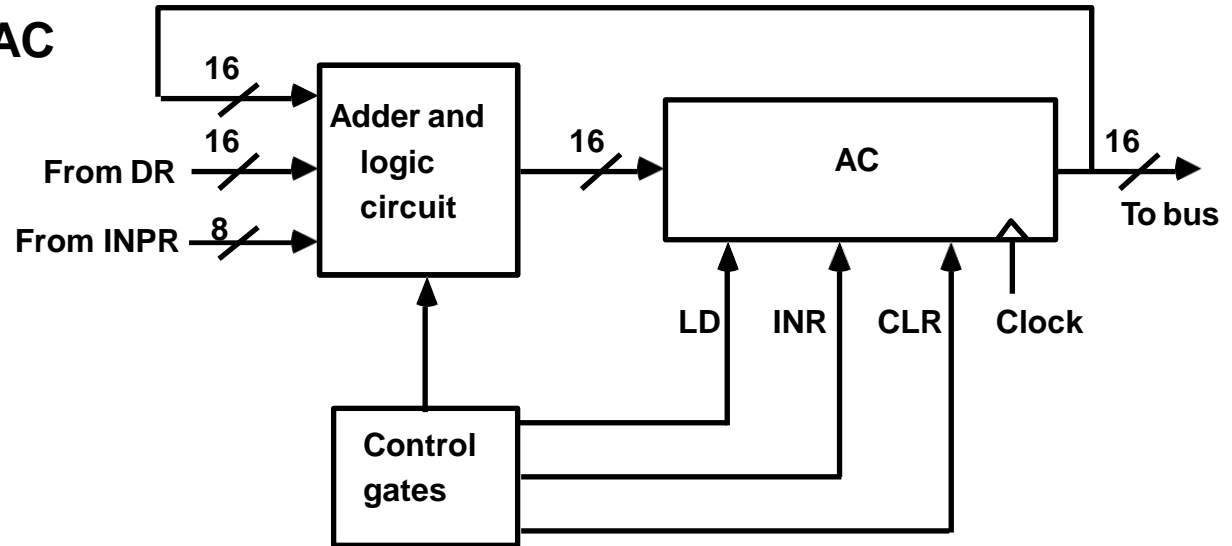 AC
16
Adder and
logic
circuit
16
From DR
From INPR
8
16
AC
16
To bus
LD
INR
CLR
Clock
Control
gates